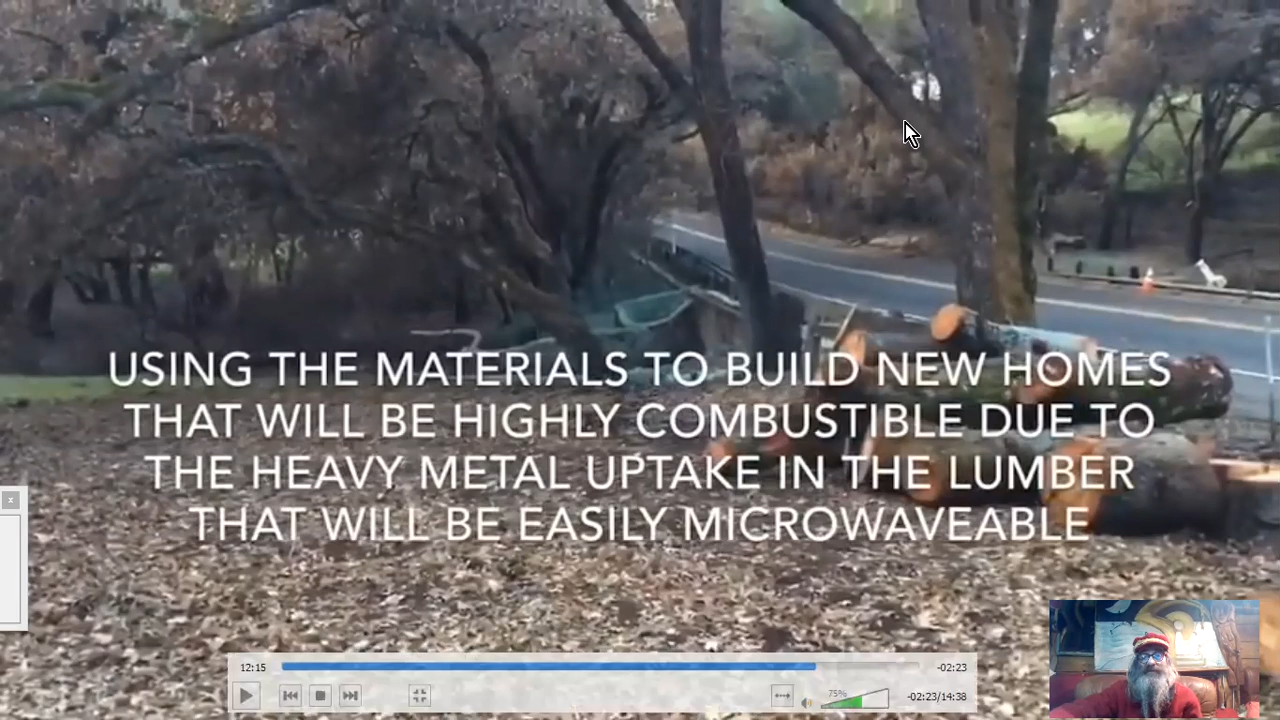 USING THE MATERIALS TO BUILD NEW HOMES
THAT WILL BE HIGHLY COMBUSTIBLE DUE TO
THE HEAVY METAL UPTAKE IN THE LUMBER
THAT WILL BE EASILY MICROWAVEABLE
x
12:15
-02:23
75%
-02:23/14:38